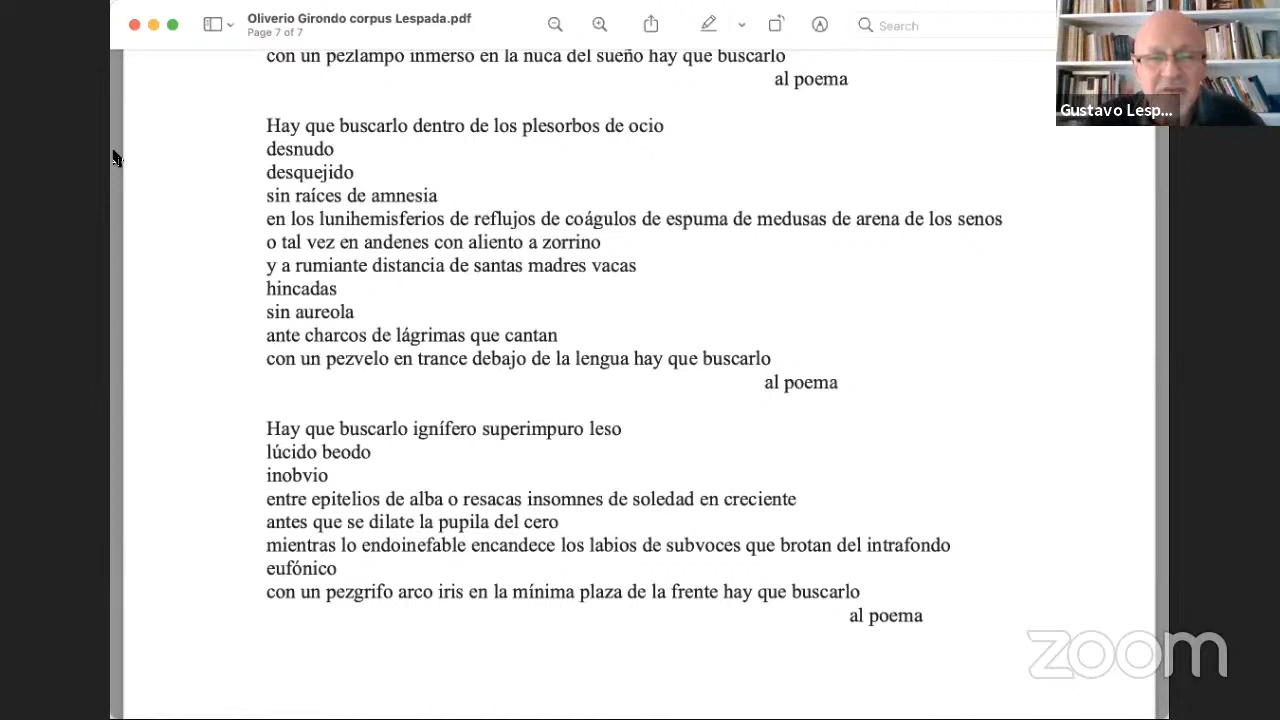 Oliverio Girondo corpus Lespada.pdf
Page 7 of 7
Search
Gustavo Lesp...
con un pezlampo inmerso en la nuca del sueño hay que buscarlo
al poema
Hay que buscarlo dentro de los plesorbos de ocio
desnudo
desquejido
sin raíces de amnesia
en los lunihemisferios de reflujos de coágulos de espuma de medusas de arena de los senos
o tal vez en andenes con aliento a zorrino
y a rumiante distancia de santas madres vacas
hincadas
sin aureola
ante charcos de lágrimas que cantan
con un pezvelo en trance debajo de la lengua hay que buscarlo
al poema
Hay que buscarlo ignífero superimpuro leso
lúcido beodo
inobvio
entre epitelios de alba o resacas insomnes de soledad en creciente
antes que se dilate la pupila del cero
mientras lo endoinefable encandece los labios de subvoces que brotan del intrafondo
eufónico
con un pezgrifo arco iris en la mínima plaza de la frente hay que buscarlo
al poema
zoom